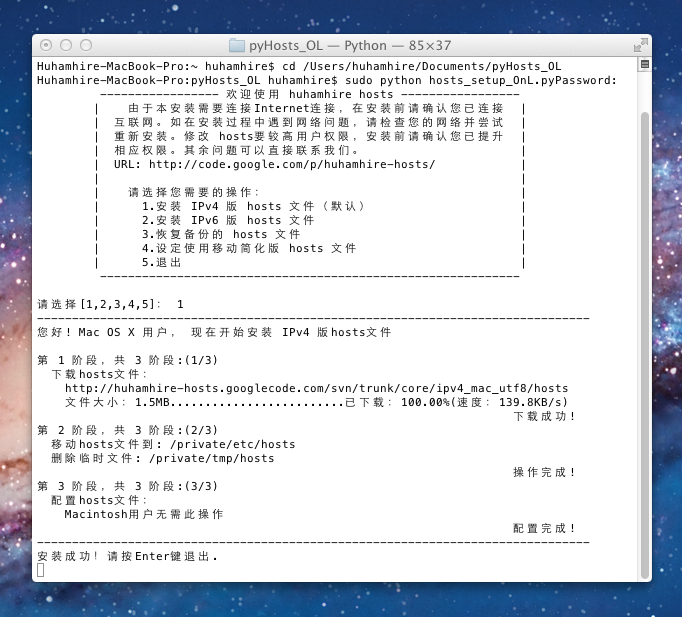 pyHosts_OL — Python — 85×37
Huhamhire-MacBook-Pro:~ huhamhire$ cd /Users/huhamhire/Documents/pyHosts_OL
Huhamhire-MacBook-Pro:pyHosts_OL huhamhire$ sudo python hosts_setup_OnL.pyPassword:
----------------- 欢迎使用 huhamhire hosts -----------------
| 由于本安装需要连接Internet连接，在安装前请确认您已连接 |
| 互联网。如在安装过程中遇到网络问题，请检查您的网络并尝试 |
| 重新安装。修改 hosts要较高用户权限，安装前请确认您已提升 |
| 相应权限。其余问题可以直接联系我们。 |
| URL: http://code.google.com/p/huhamhire-hosts/ |
| |
| 请选择您需要的操作： |
| 1.安装 IPv4 版 hosts 文件（默认） |
| 2.安装 IPv6 版 hosts 文件 |
| 3.恢复备份的 hosts 文件 |
| 4.设定使用移动简化版 hosts 文件 |
| 5.退出 |
------------------------------------------------------------
请选择[1,2,3,4,5]： 1
-------------------------------------------------------------------------------
您好！Mac OS X 用户， 现在开始安装 IPv4 版hosts文件
第 1 阶段，共 3 阶段:(1/3)
下载hosts文件：
http://huhamhire-hosts.googlecode.com/svn/trunk/core/ipv4_mac_utf8/hosts
文件大小：1.5MB.........................已下载：100.00%(速度：139.8KB/s)
下载成功！
第 2 阶段，共 3 阶段:(2/3)
移动hosts文件到：/private/etc/hosts
删除临时文件：/private/tmp/hosts
操作完成！
第 3 阶段，共 3 阶段:(3/3)
配置hosts文件：
Macintosh用户无需此操作
配置完成！
-------------------------------------------------------------------------------
安装成功！请按Enter键退出.